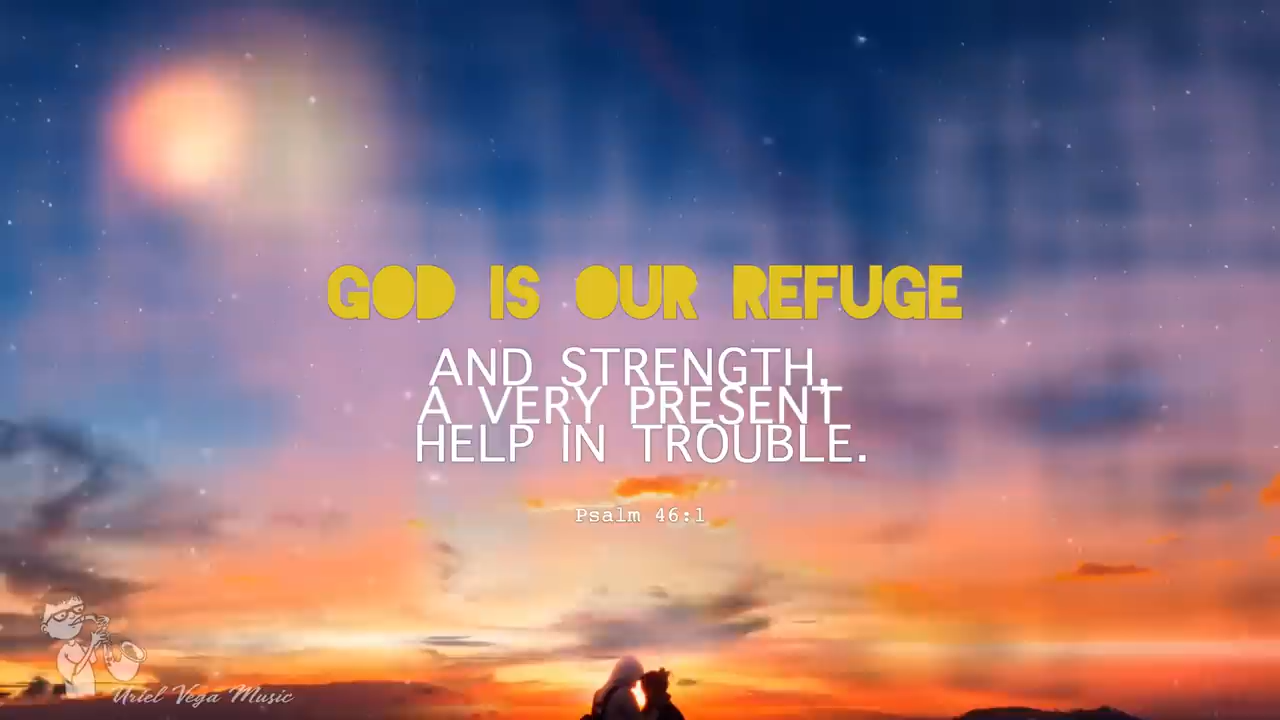 GOD IS OUR REFUGE
AND STRENGTH,
A VERY PRESENT
HELP IN TROUBLE.
Psalm 46:1
Uriel Vega Music